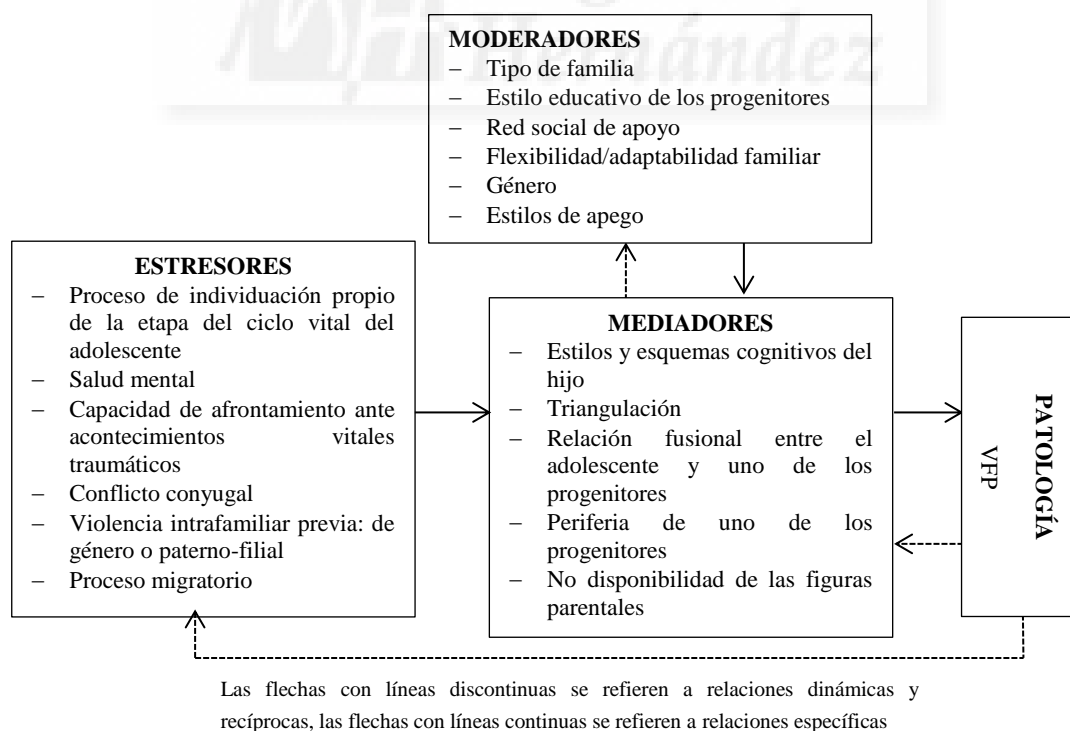 Hernández
MODERADORES
– Tipo de familia
– Estilo educativo de los progenitores
– Red social de apoyo
– Flexibilidad/adaptabilidad familiar
– Género
– Estilos de apego
ESTRESORES
– Proceso de individuación propio
de la etapa del ciclo vital del
adolescente
– Salud mental
– Capacidad de afrontamiento ante
acontecimientos vitales
traumáticos
– Conflicto conyugal
– Violencia intrafamiliar previa: de
género o paterno-filial
– Proceso migratorio
MEDIADORES
– Estilos y esquemas cognitivos del
hijo
– Triangulación
– Relación fusional entre el
adolescente y uno de los
progenitores
– Periferia de uno de los
progenitores
– No disponibilidad de las figuras
parentales
PATOLOGÍA
VFP
Las flechas con líneas discontinuas se refieren a relaciones dinámicas y
recíprocas, las flechas con líneas continuas se refieren a relaciones específicas